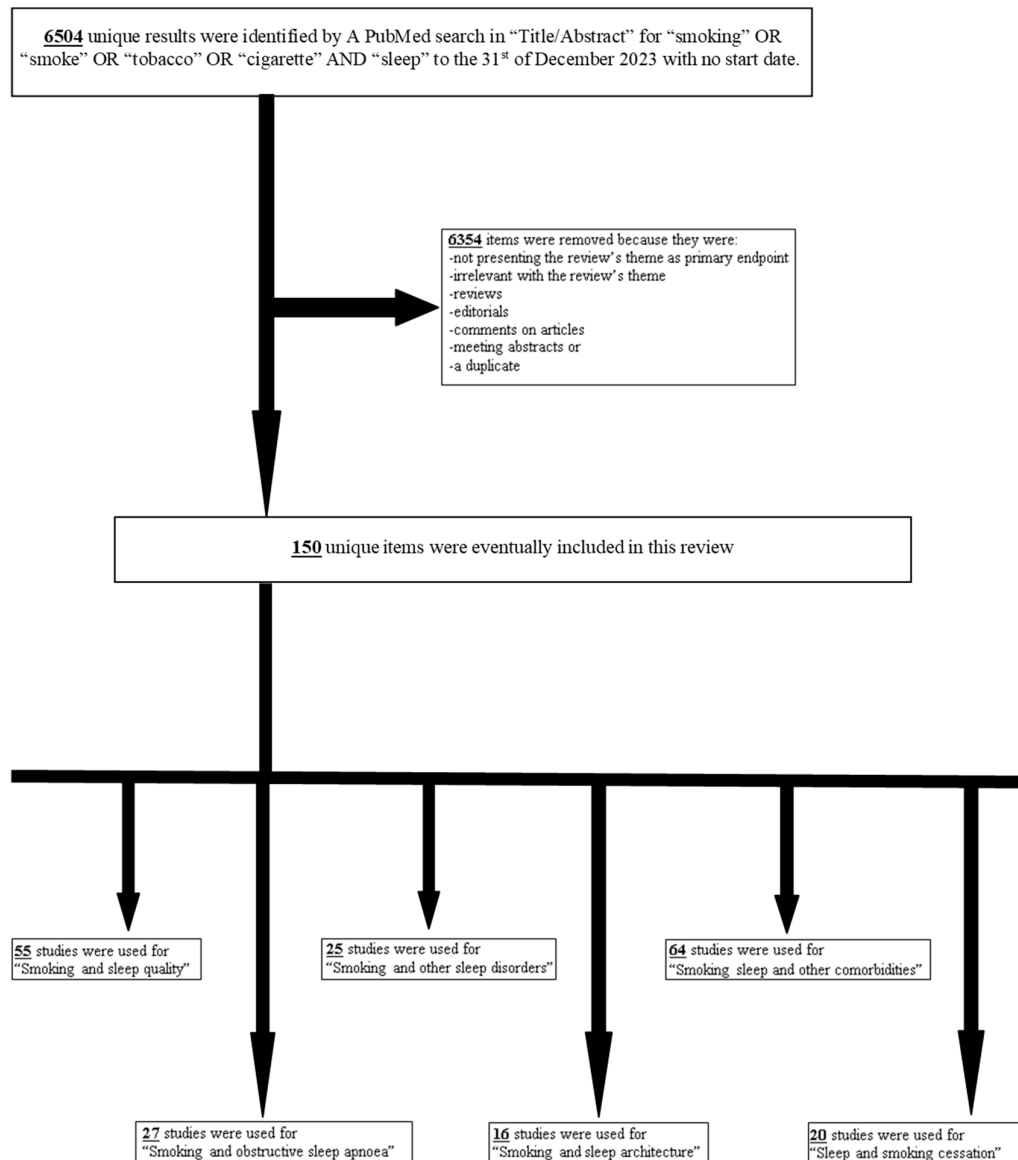 6504 unique results were identified by A PubMed search in “Title/Abstract” for “smoking” OR
“smoke” OR “tobacco” OR “cigarette” AND “sleep” to the 31st of December 2023 with no start date.
6354 items were removed because they were:
-not presenting the review’s theme as primary endpoint
-irrelevant with the review’s theme
-reviews
-editorials
-comments on articles
-meeting abstracts or
-a duplicate
150 unique items were eventually included in this review
55 studies were used for
“Smoking and sleep quality”
25 studies were used for
“Smoking and other sleep disorders”
64 studies were used for
“Smoking sleep and other comorbidities”
27 studies were used for
“Smoking and obstructive sleep apnoea”
16 studies were used for
“Smoking and sleep architecture”
20 studies were used for
“Sleep and smoking cessation”